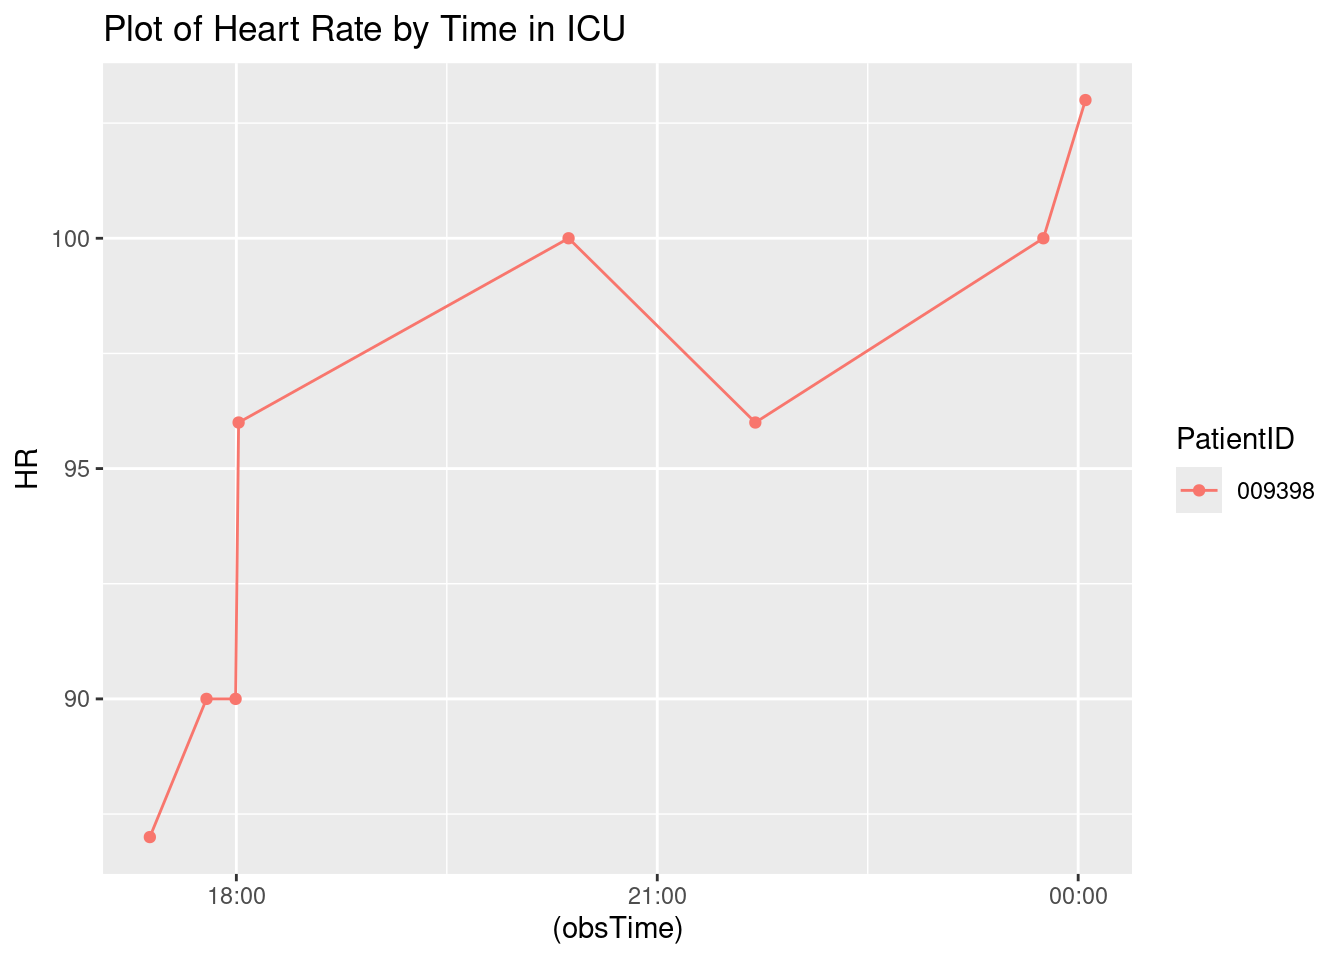 Plot of Heart Rate by Time in ICU
100
95
90
HR
18:00
21:00
00:00
(obsTime)
PatientID
009398